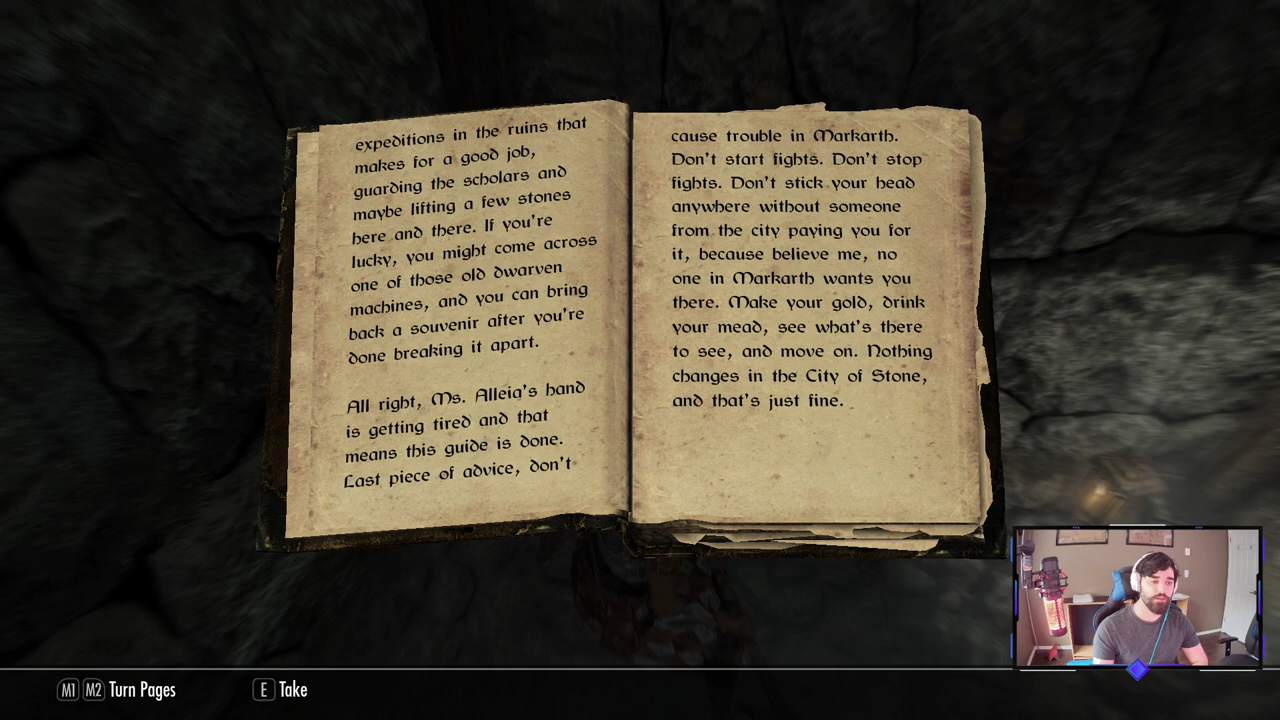 expeditions in the ruins that
makes for a good job,
guarding the scholars and
maybe lifting a few stones
here and there. If you're
lucky, you might come across
one of those old dwarven
machines, and you can bring
back a souvenir after you're
done breaking it apart.
All right, Ms. Alleia's hand
is getting tired and that
means this guide is done.
Last piece of advice, don't
cause trouble in Markarth.
Don't start fights. Don't stop
fights. Don't stick your head
anywhere without someone
from the city paying you for
it, because believe me, no
one in Markarth wants you
there. Make your gold, drink
your mead, see what's there
to see, and move on. Nothing
changes in the City of Stone,
and that's just fine.
M1 M2 Turn Pages
E Take